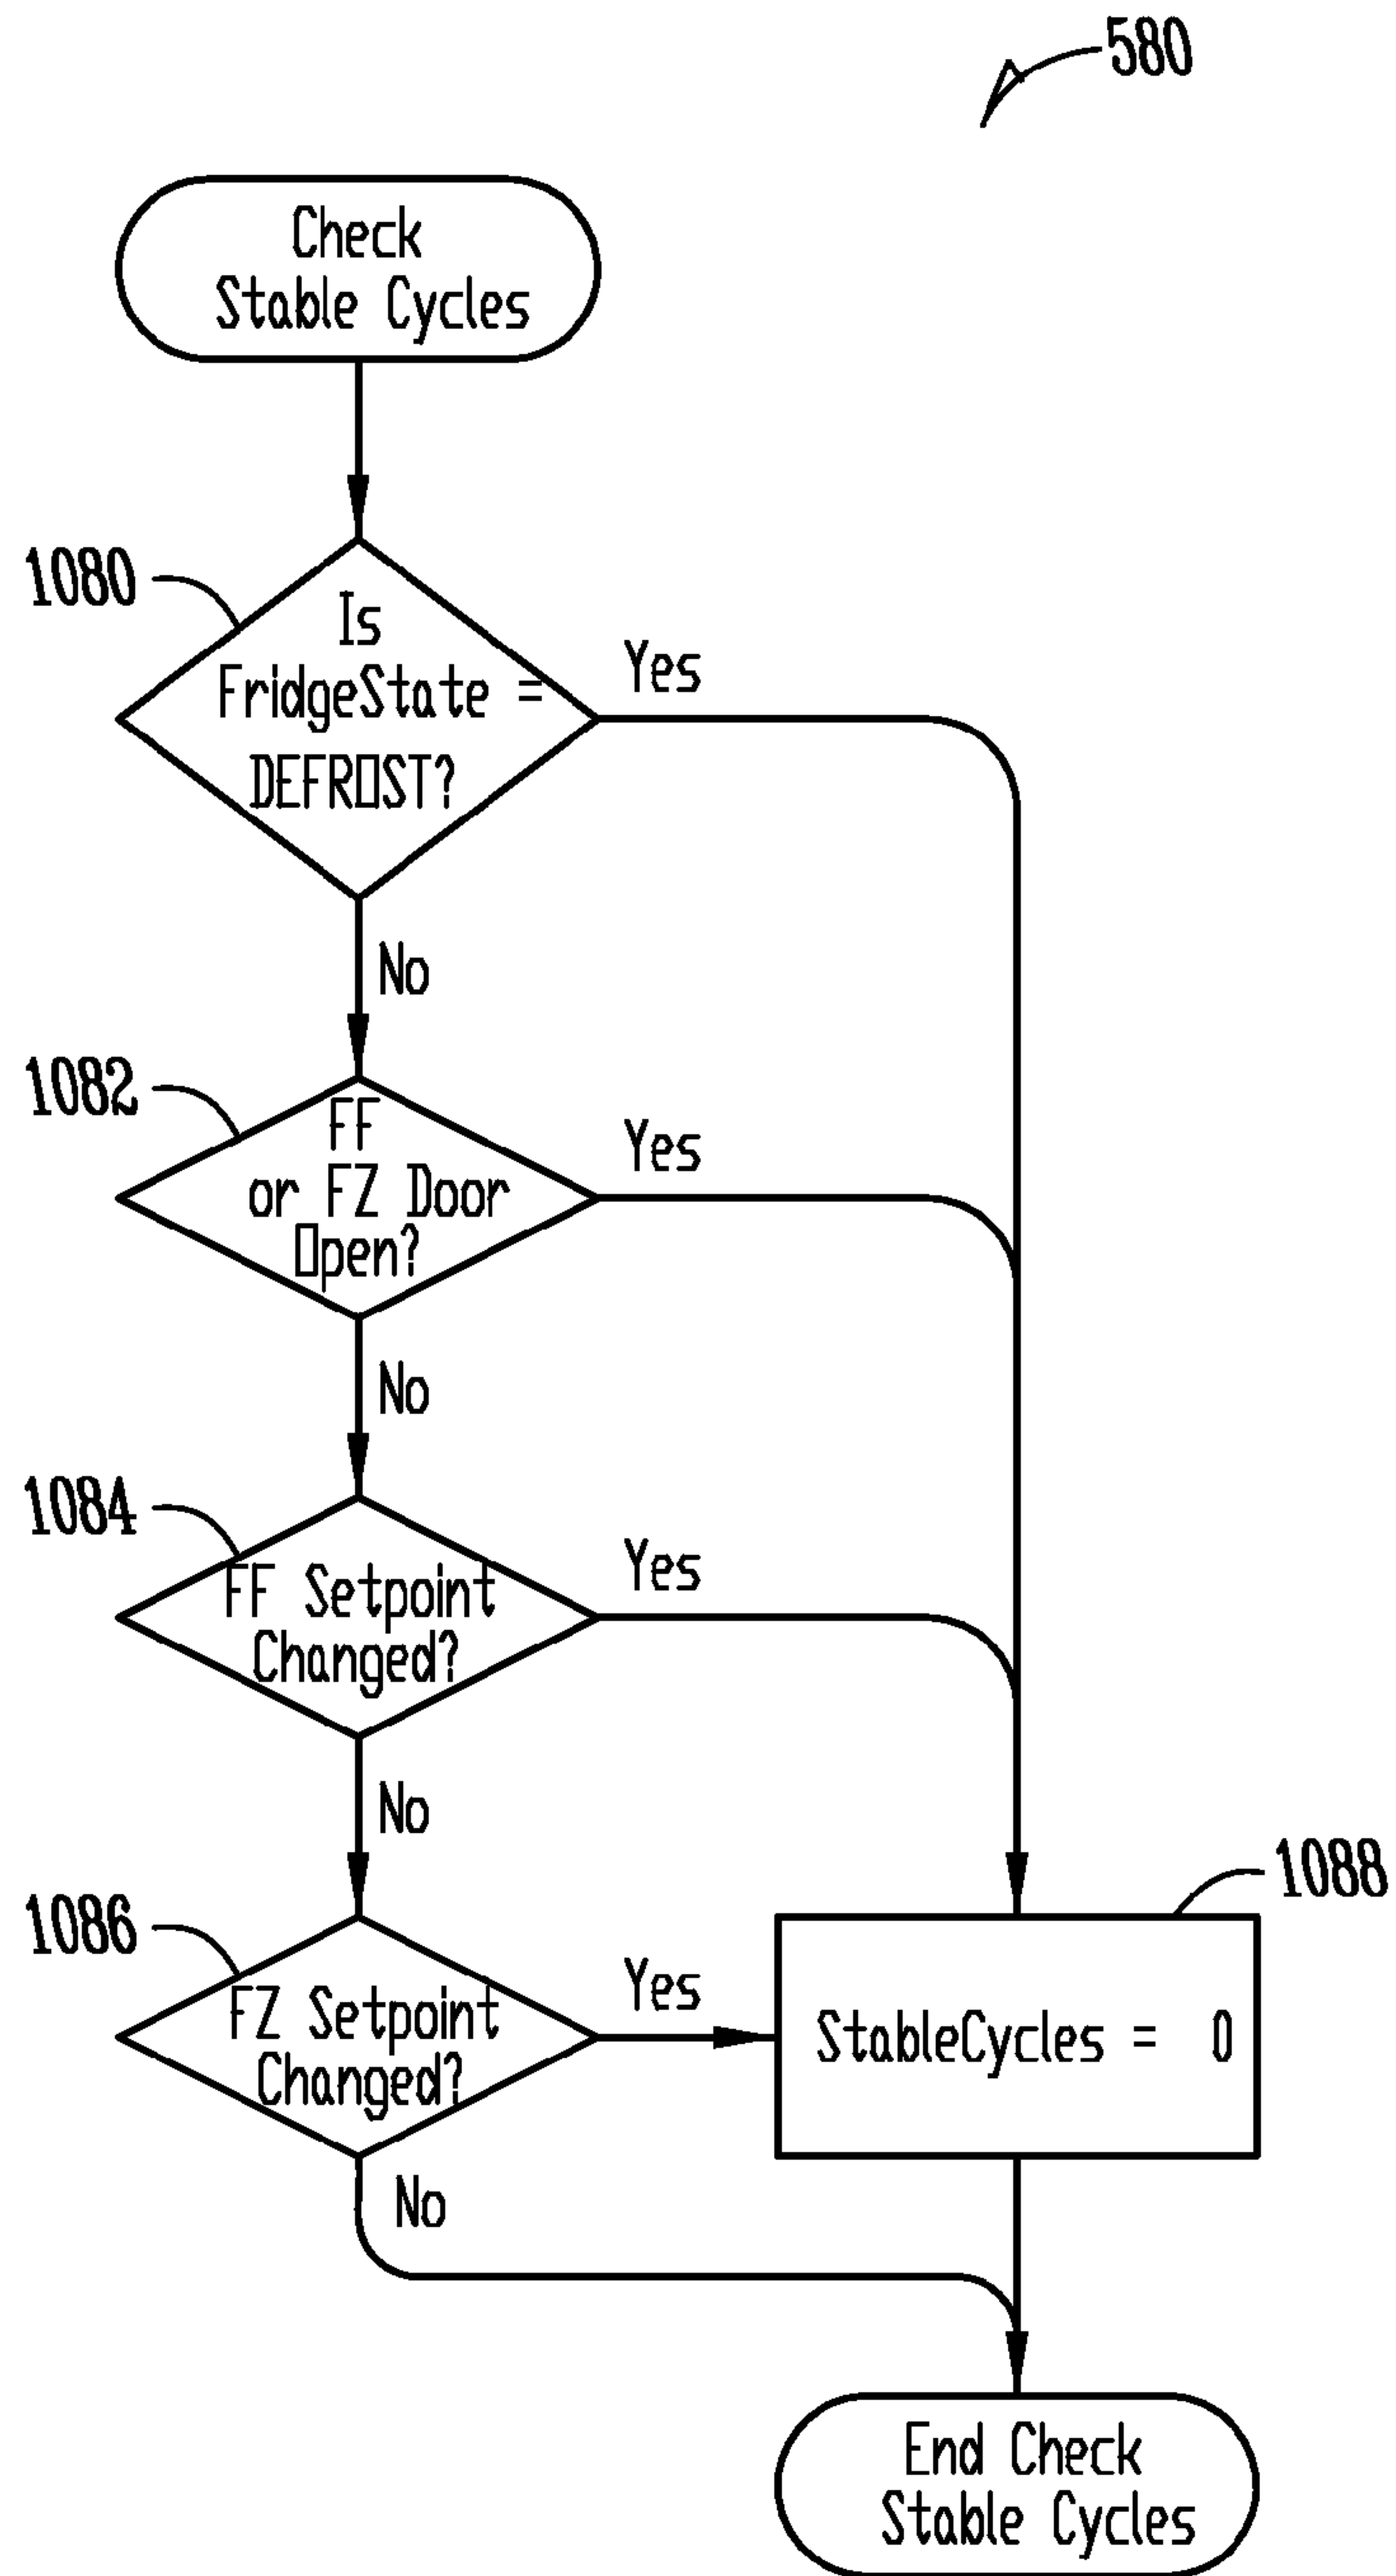 580
Check
Stable Cycles
1080
Is
FridgeState =
DEFROST?
Yes
No
1082
FF
or FZ Door
Open?
Yes
No
1084
FF Setpoint
Changed?
Yes
No
1086
FZ Setpoint
Changed?
Yes
No
1088
StableCycles = 0
End Check
Stable Cycles